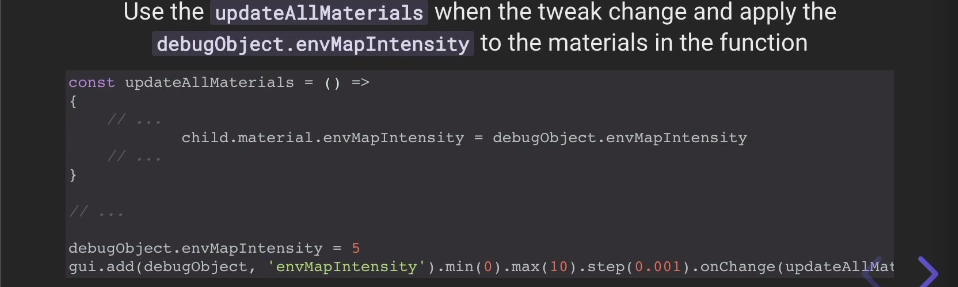 Use the updateAllMaterials when the tweak change and apply the
debugObject.envMapIntensity to the materials in the function
const updateAllMaterials = () =>
{
// ...
child.material.envMapIntensity = debugObject.envMapIntensity
// ...
}
// ...
debugObject.envMapIntensity = 5
gui.add(debugObject, 'envMapIntensity').min(0).max(10).step(0.001).onChange(updateAllMat